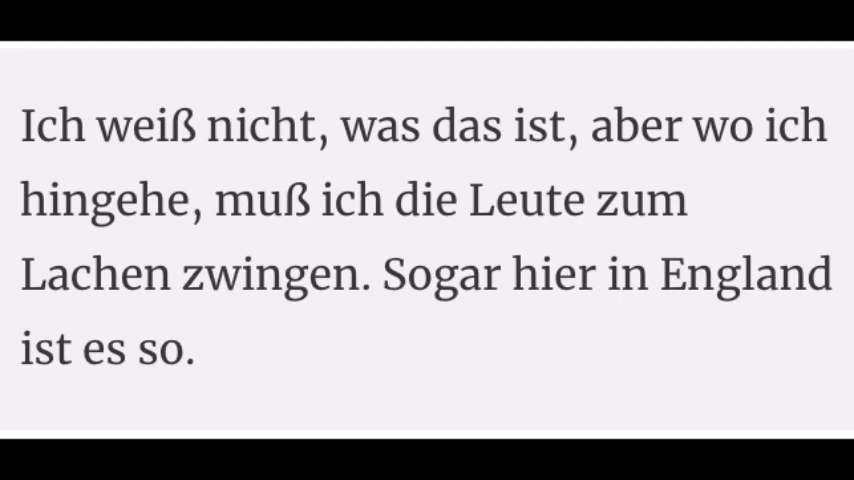 Ich weiß nicht, was das ist, aber wo ich
hingehe, muß ich die Leute zum
Lachen zwingen. Sogar hier in England
ist es so.